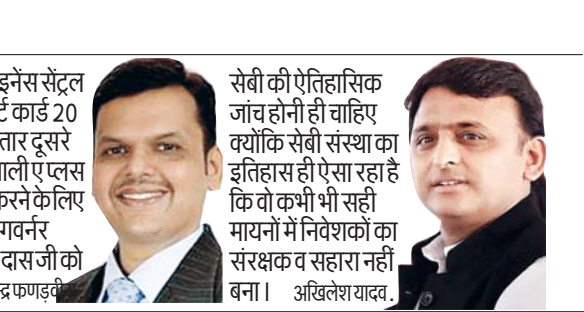 इनेंस सेंट्रल
र्ट कार्ड 20
तार दूसरे
ाली ए प्लस
करने के लिए
गवर्नर
दास जी को
द्र फणड़वी
सेबी की ऐतिहासिक
जांच होनी ही चाहिए
क्योंकि सेबी संस्था का
इतिहास ही ऐसा रहा है
कि वो कभी भी सही
मायनों में निवेशकों का
संरक्षक व सहारा नहीं
बना। अखिलेश यादव.